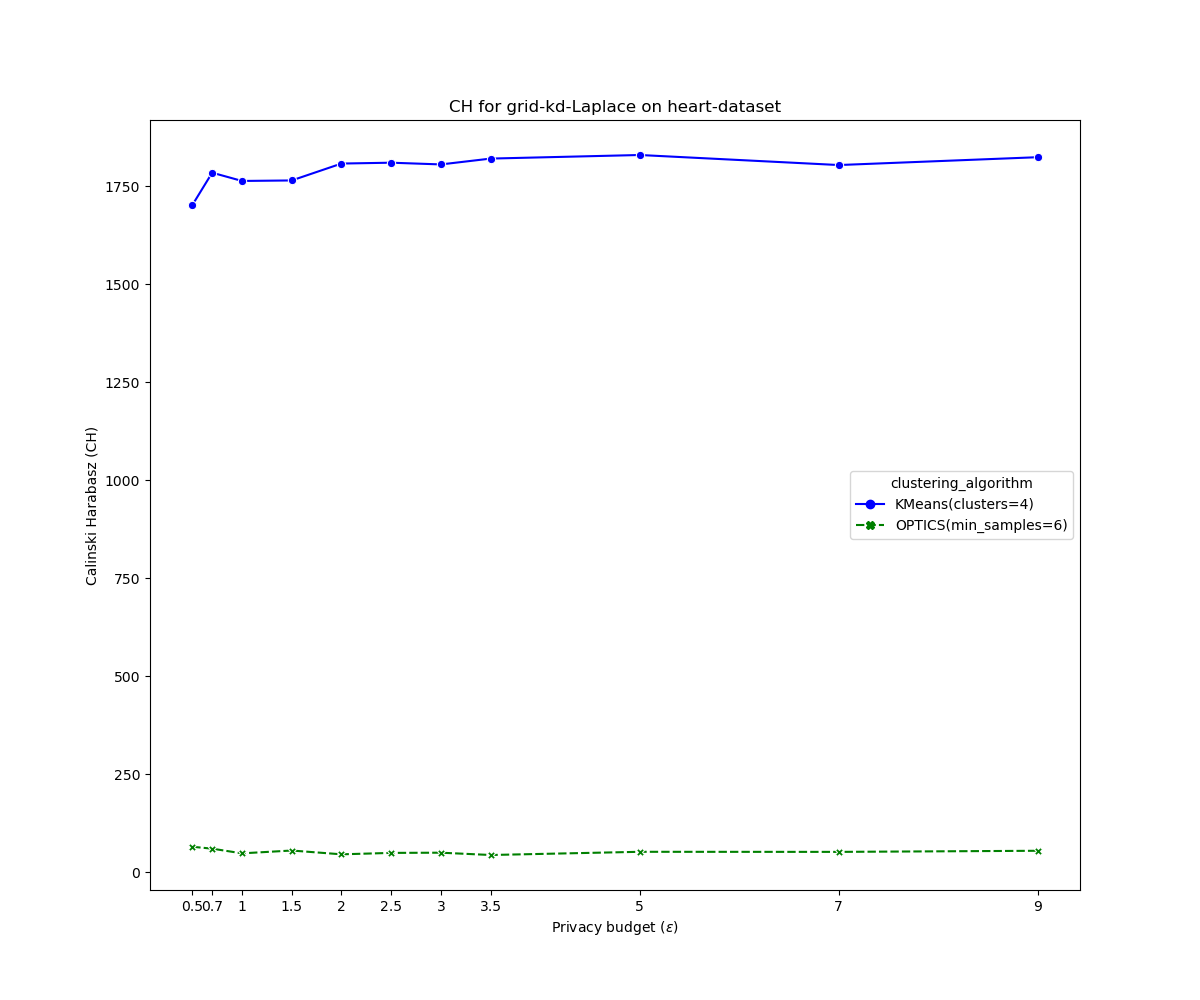 CH for grid-kd-Laplace on heart-dataset
Calinski Harabasz (CH)
1750
1500
1250
1000
750
500
250
0
clustering_algorithm
KMeans(clusters=4)
OPTICS(min_samples=6)
0.5 0.7 1 1.5 2 2.5 3 3.5 5 7 9
Privacy budget (ε)